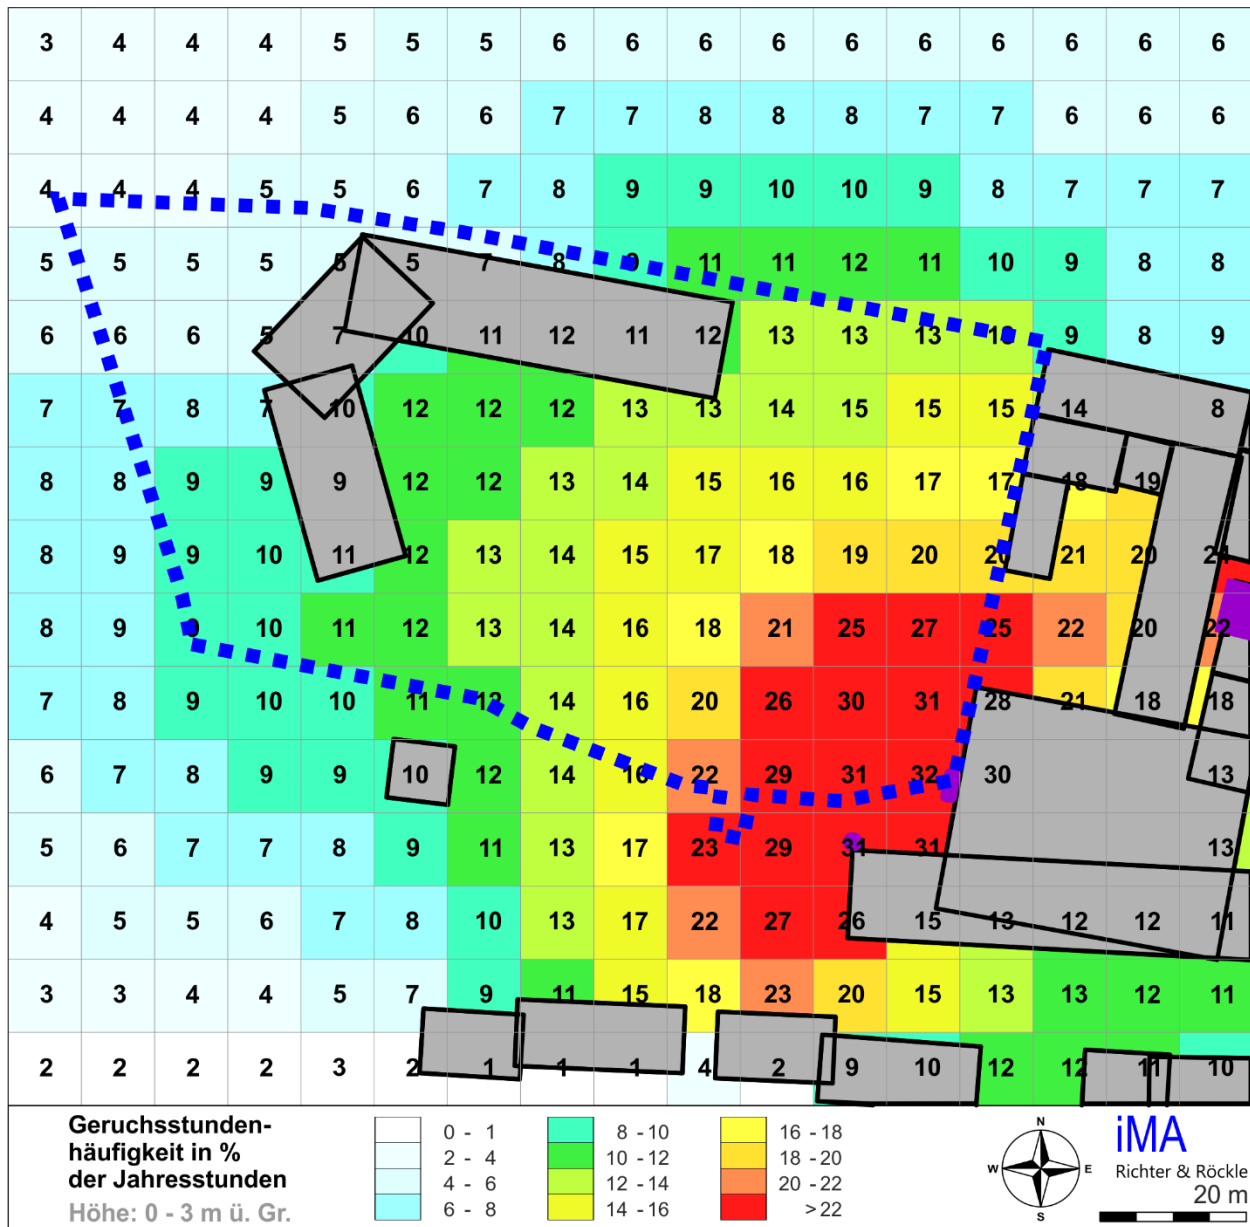 3 4 4 4 5 5 5 6 6 6 6 6 6 6 6 6 6
4 4 4 4 5 6 6 7 7 8 8 8 7 7 6 6 6
4 4 4 5 5 6 7 8 9 9 10 10 9 8 7 7 7
5 5 5 5 5 5 7 8 9 11 11 12 11 10 9 8 8
6 6 6 5 7 10 11 12 11 12 13 13 13 13 9 8 9
7 7 8 7 10 12 12 12 13 13 14 15 15 15 14 8
8 8 9 9 9 12 12 13 14 15 16 16 17 17 18 19
8 9 9 10 11 12 13 14 15 17 18 19 20 20 21 20 24
8 9 9 10 11 12 13 14 16 18 21 25 27 25 22 20 22
7 8 9 10 10 11 12 14 16 20 26 30 31 28 21 18 18
6 7 8 9 9 10 12 14 16 22 29 31 32 30 13
5 6 7 7 8 9 11 13 17 23 29 31 31 13
4 5 5 6 7 8 10 13 17 22 27 26 15 13 12 12 11
3 3 4 4 5 7 9 11 15 18 23 20 15 13 13 12 11
2 2 2 2 3 2 1 1 1 4 2 9 10 12 12 11 10
Geruchsstunden-
häufigkeit in %
der Jahresstunden
Höhe: 0 - 3 m ü. Gr.
0 - 1
2 - 4
4 - 6
6 - 8
8 - 10
10 - 12
12 - 14
14 - 16
16 - 18
18 - 20
20 - 22
>22
N
W E
S
iMA
Richter & Röckle
20 m